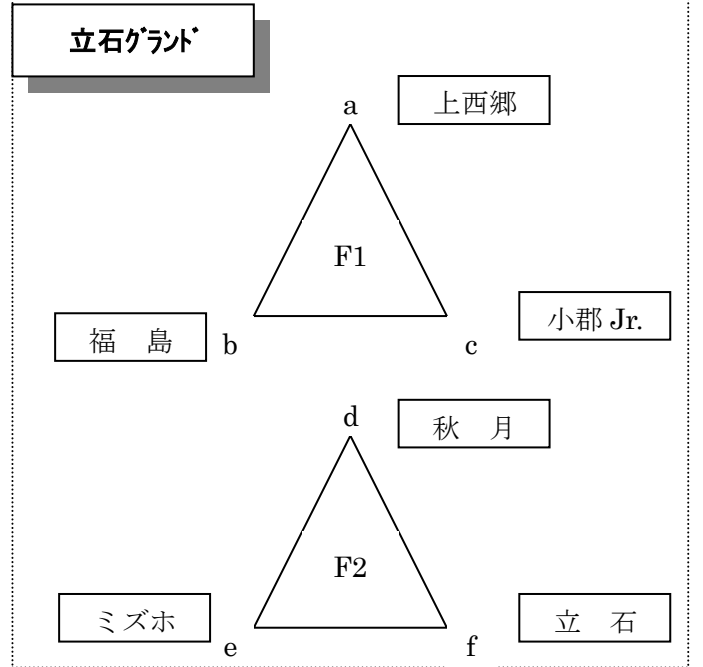 立石ｸﾞﾗﾝﾄﾞ
a 上西郷
F1
福　島 b c 小郡 Jr.
d 秋　月
F2
ミズホ e f 立　石